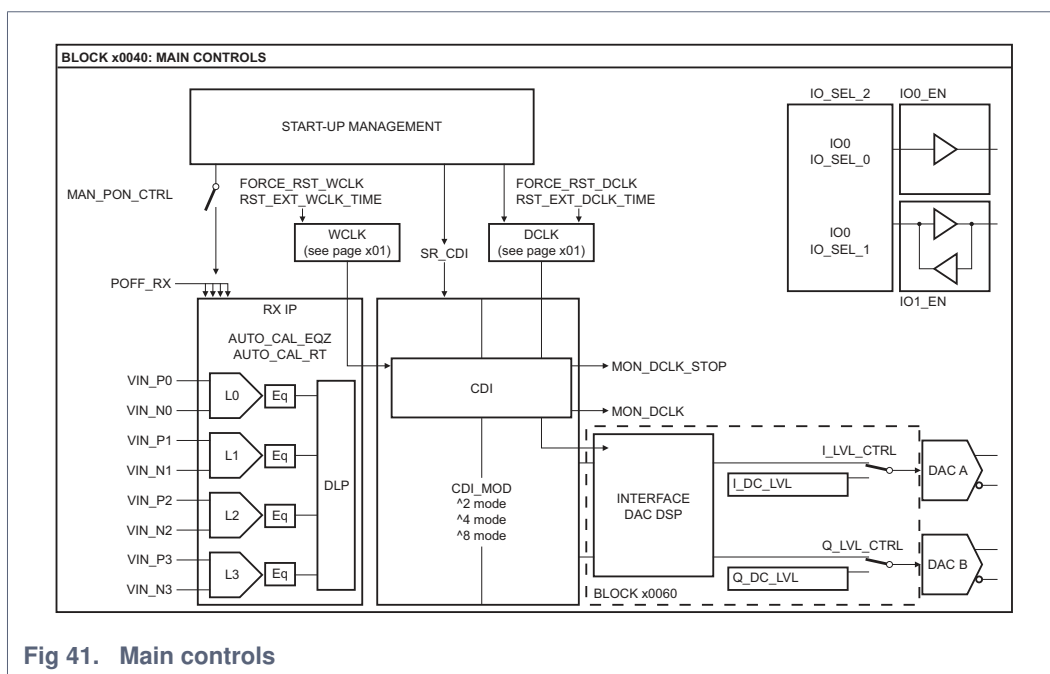 BLOCK x0040: MAIN CONTROLS
START-UP MANAGEMENT
IO_SEL_2
IO0_EN
IO0
IO_SEL_0
IO0
IO_SEL_1
IO1_EN
MAN_PON_CTRL
FORCE_RST_WCLK
RST_EXT_WCLK_TIME
FORCE_RST_DCLK
RST_EXT_DCLK_TIME
WCLK
(see page x01)
SR_CDI
DCLK
(see page x01)
POFF_RX
RX IP
AUTO_CAL_EQZ
AUTO_CAL_RT
VIN_P0
VIN_N0
L0
Eq
VIN_P1
VIN_N1
L1
Eq
VIN_P2
VIN_N2
L2
Eq
VIN_P3
VIN_N3
L3
Eq
DLP
CDI
MON_DCLK_STOP
MON_DCLK
CDI_MOD
^2 mode
^4 mode
^8 mode
INTERFACE
DAC DSP
I_LVL_CTRL
I_DC_LVL
DAC A
Q_LVL_CTRL
Q_DC_LVL
DAC B
BLOCK x0060
Fig 41. Main controls